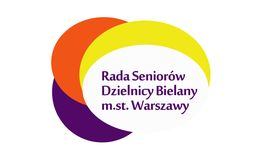 Rada Seniorów
Dzielnicy Bielany
m.st. Warszawy